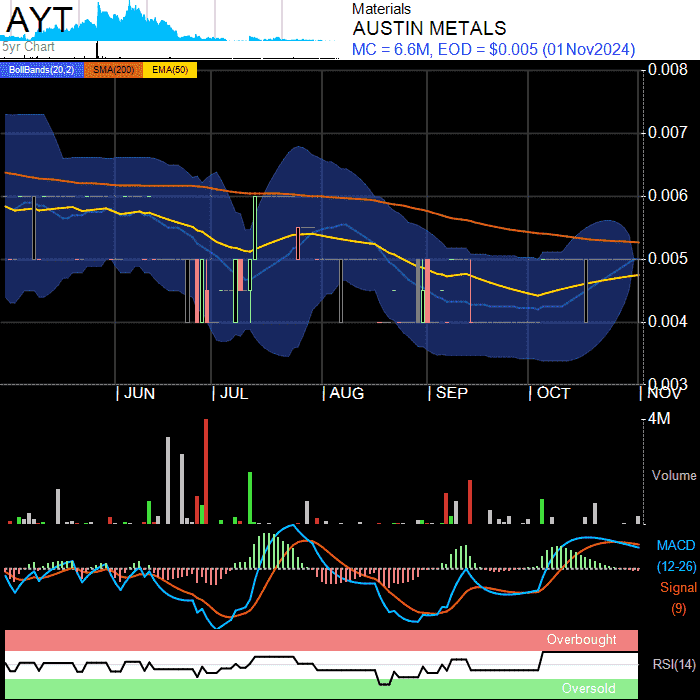 AYT
5yr Chart
Materials
AUSTIN METALS
MC = 6.6M, EOD = $0.005 (01Nov2024)
BollBands(20,2) SMA(200) EMA(50)
0.008
0.007
0.006
0.005
0.004
0.003
JUN JUL AUG SEP OCT NOV
4M
Volume
MACD
(12-26)
Signal
(9)
Overbought
RSI(14)
Oversold